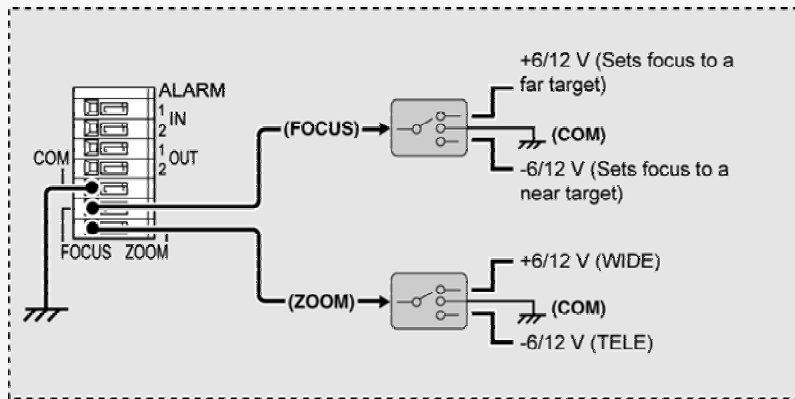 ALARM
1
IN
2
1
OUT
2
COM
FOCUS
ZOOM
(FOCUS)
+6/12 V (Sets focus to a
far target)
(COM)
-6/12 V (Sets focus to a
near target)
(ZOOM)
+6/12 V (WIDE)
(COM)
-6/12 V (TELE)